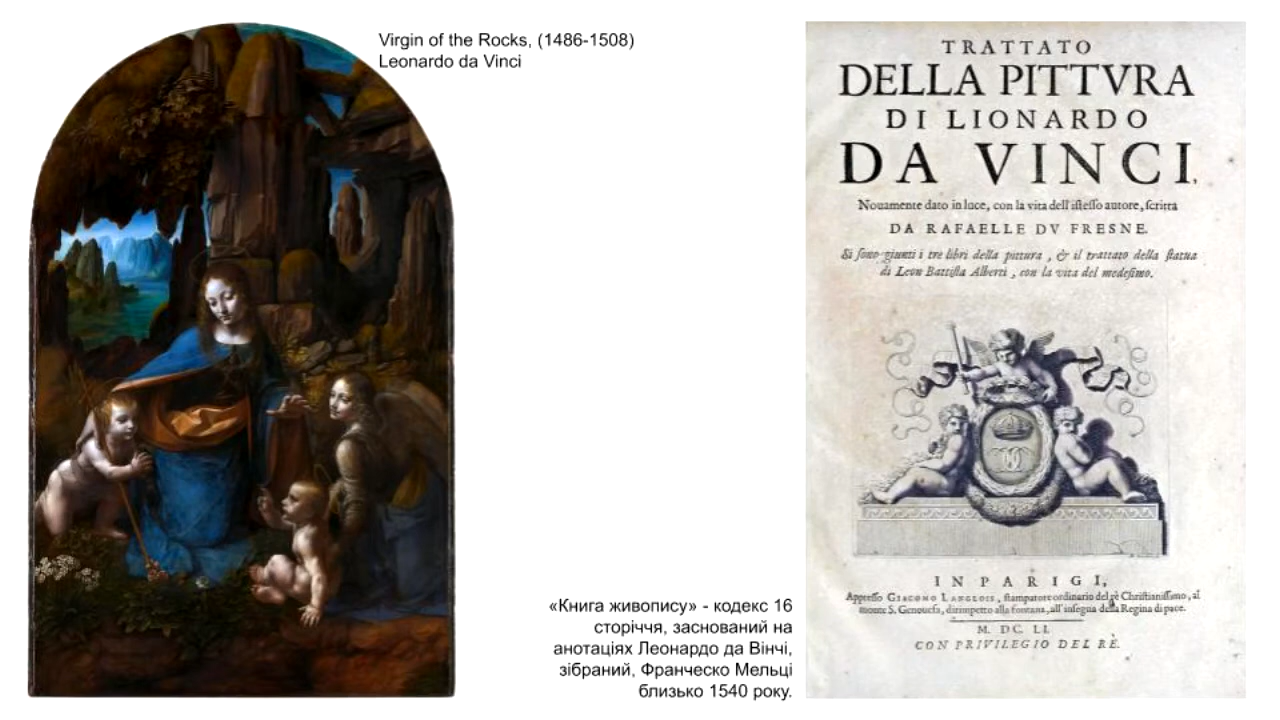 Virgin of the Rocks, (1486-1508)
Leonardo da Vinci
«Книга живопису» - кодекс 16
сторіччя, заснований на
анотаціях Леонардо да Вінчі,
зібраний, Франческо Мельці
близько 1540 року.
TRATTATO
DELLA PITTVRA
DI LIONARDO
DA VINCI,
Nouamente dato in luce, con la vita dell'istesso autore, scritta
DA RAFAELLE DV FRESNE.
Si sono giunti i tre libri della pittura, & il trattato della statua
di Leon Battista Alberti, con la vita del medesimo.
IN PARIGI,
Appresso GIACOMO LANGLOIS, stampatore ordinario del rè Christianissimo, al
monte S. Genouefa, dirimpetto alla fontana, all'insegna della Regina di pace.
M. DC. LI.
CON PRIVILEGIO DEL RÈ.